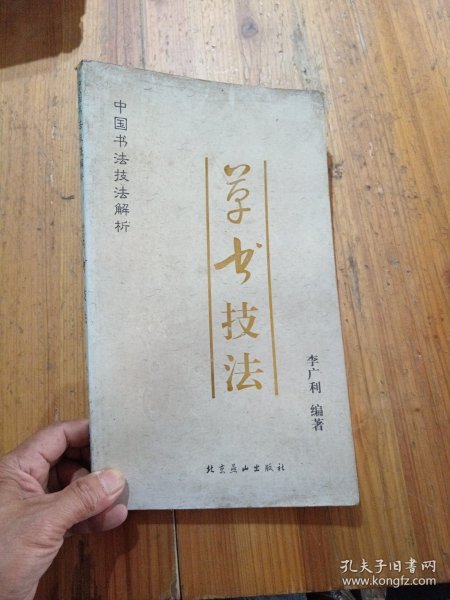 中国书法技法解析
草书技法
李广利 编著
北京燕山出版社
孔夫子旧书网
www.kongfz.com